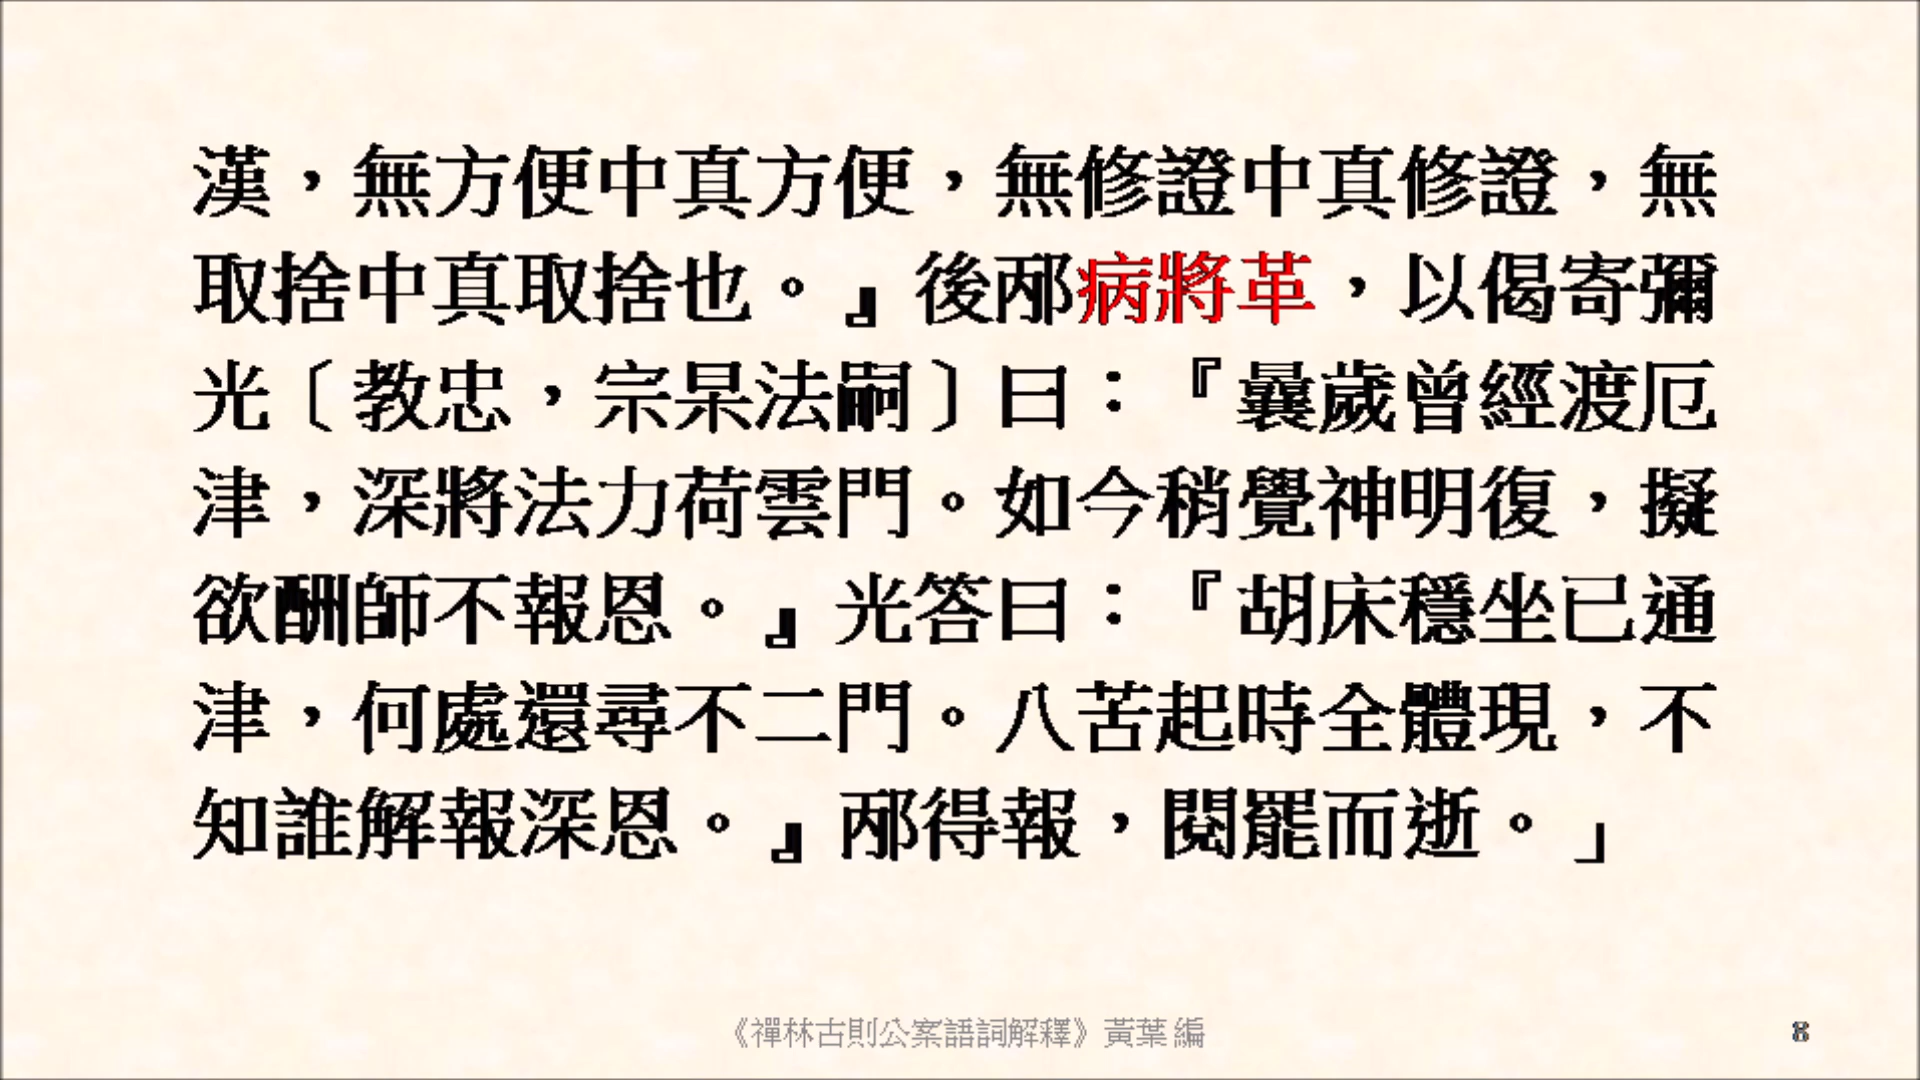 漢，無方便中真方便，無修證中真修證，無
取捨中真取捨也。』後邴病將革，以偈寄彌
光〔教忠，宗杲法嗣〕曰：『曩歲曾經渡厄
津，深將法力荷雲門。如今稍覺神明復，擬
欲酬師不報恩。』光答曰：『胡床穩坐已通
津，何處還尋不二門。八苦起時全體現，不
知誰解報深恩。』邴得報，閱罷而逝。」
《禪林古則公案語詞解釋》黃葉 編
8